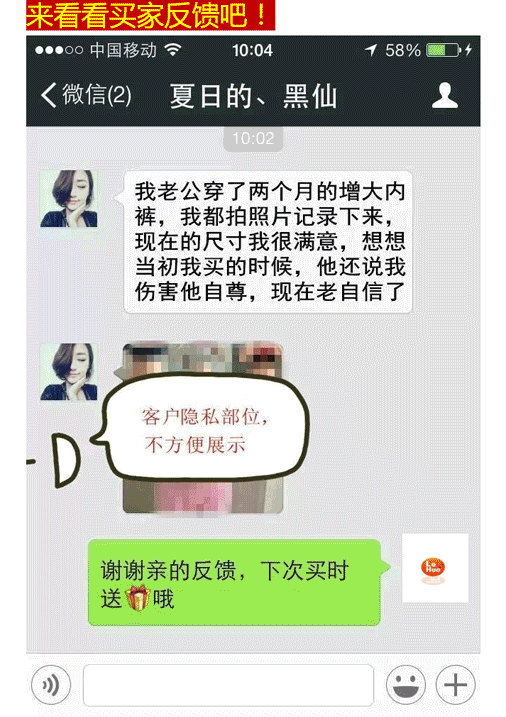 来看看买家反馈吧！
中国移动
10:04
58%
微信(2)
夏日的、黑仙
10:02
我老公穿了两个月的增大内
裤，我都拍照片记录下来，
现在的尺寸我很满意，想想
当初我买的时候，他还说我
伤害他自尊，现在老自信了
客户隐私部位，
不方便展示
谢谢亲的反馈，下次买时
送🎁哦
Le
Huo